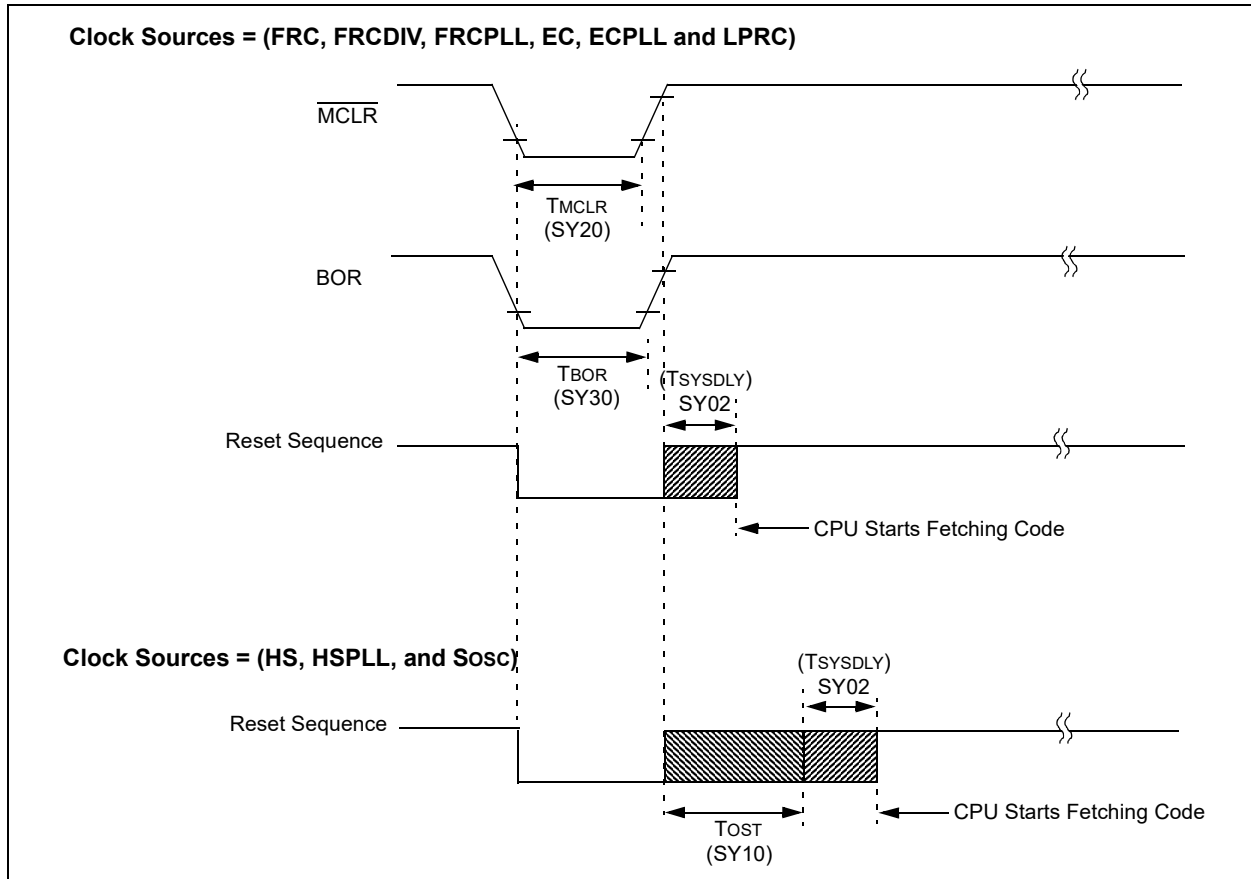 Clock Sources = (FRC, FRCDIV, FRCPLL, EC, ECPLL and LPRC)
MCLR
TMCLR
(SY20)
BOR
TBOR
(SY30)
(TSYSDLY)
SY02
Reset Sequence
CPU Starts Fetching Code
Clock Sources = (HS, HSPLL, and SOSC)
(TSYSDLY)
SY02
Reset Sequence
CPU Starts Fetching Code
TOST
(SY10)